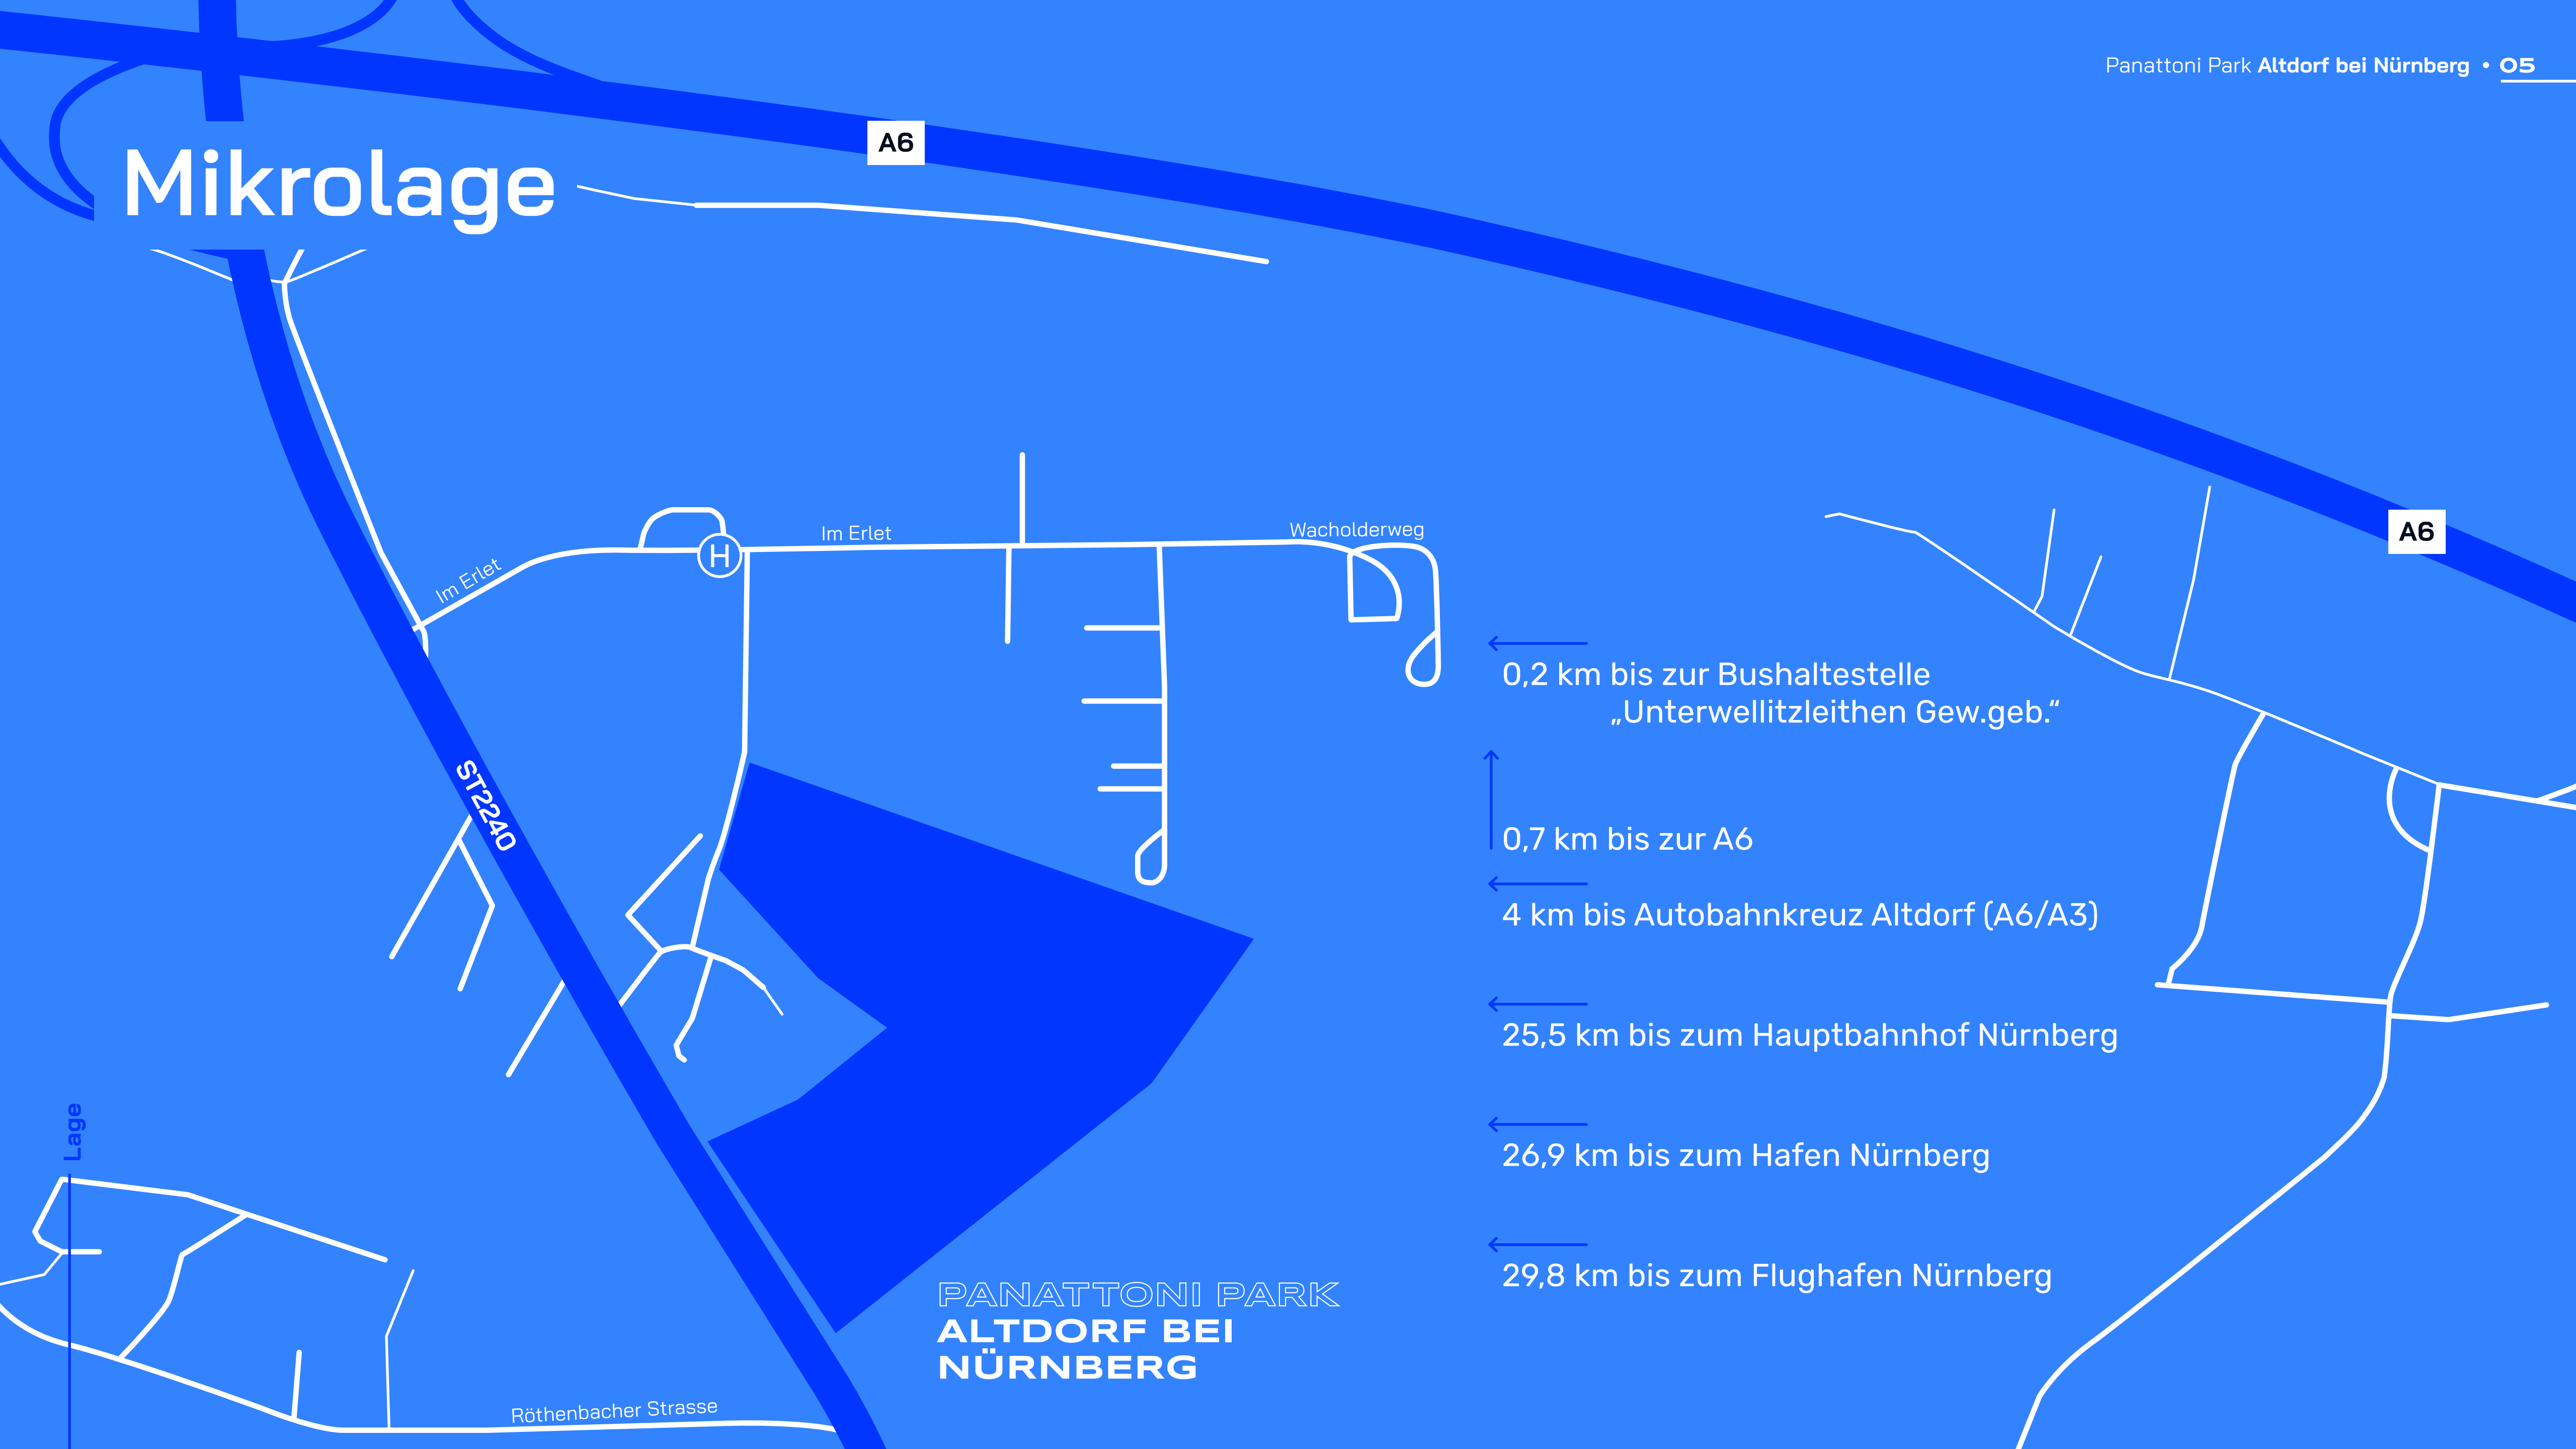 Panattoni Park Altdorf bei Nürnberg • 05
A6
Mikrolage
Im Erlet
Im Erlet
Wacholderweg
H
A6
ST2240
0,2 km bis zur Bushaltestelle
„Unterwellitzleithen Gew.geb.“
0,7 km bis zur A6
4 km bis Autobahnkreuz Altdorf (A6/A3)
25,5 km bis zum Hauptbahnhof Nürnberg
26,9 km bis zum Hafen Nürnberg
29,8 km bis zum Flughafen Nürnberg
Lage
PANATTONI PARK
ALTDORF BEI
NÜRNBERG
Röthenbacher Strasse